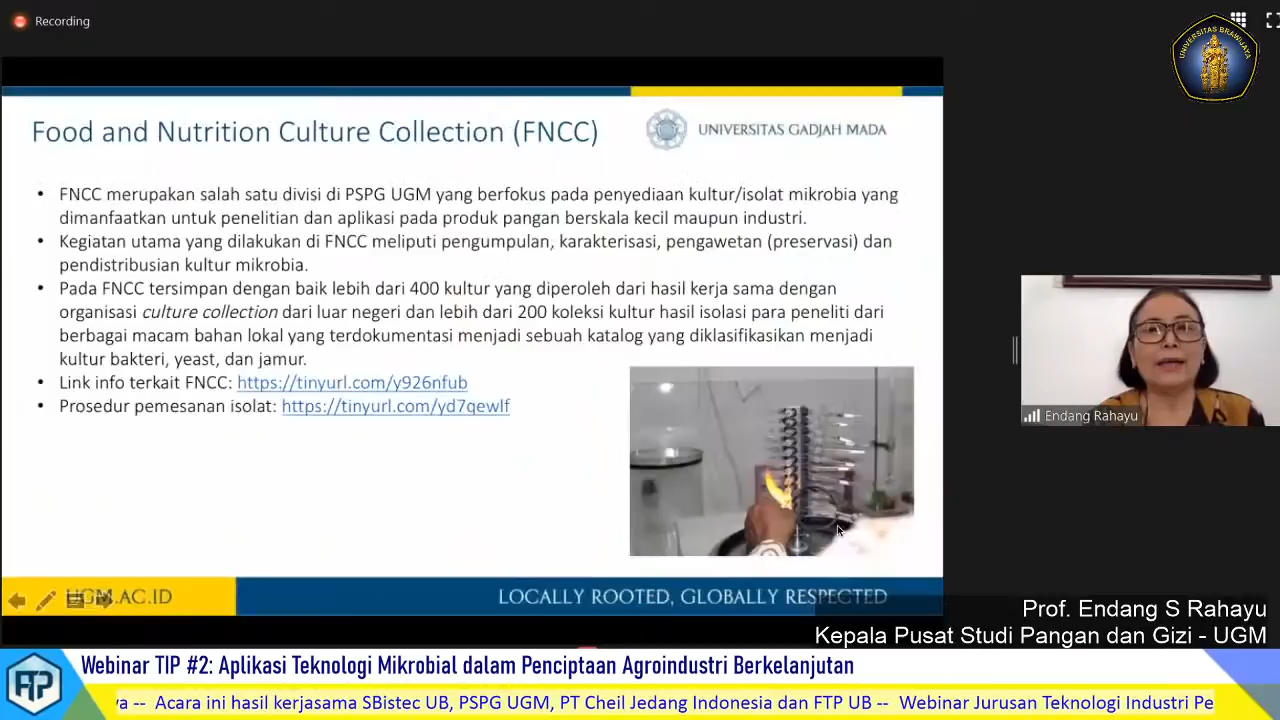 Recording
UNIVERSITAS BRAWIJAYA
Food and Nutrition Culture Collection (FNCC)
UNIVERSITAS GADJAH MADA
• FNCC merupakan salah satu divisi di PSPG UGM yang berfokus pada penyediaan kultur/isolat mikrobia yang
dimanfaatkan untuk penelitian dan aplikasi pada produk pangan berskala kecil maupun industri.
• Kegiatan utama yang dilakukan di FNCC meliputi pengumpulan, karakterisasi, pengawetan (preservasi) dan
pendistribusian kultur mikrobia.
• Pada FNCC tersimpan dengan baik lebih dari 400 kultur yang diperoleh dari hasil kerja sama dengan
organisasi culture collection dari luar negeri dan lebih dari 200 koleksi kultur hasil isolasi para peneliti dari
berbagai macam bahan lokal yang terdokumentasi menjadi sebuah katalog yang diklasifikasikan menjadi
kultur bakteri, yeast, dan jamur.
• Link info terkait FNCC: https://tinyurl.com/y926nfub
• Prosedur pemesanan isolat: https://tinyurl.com/yd7qewlf
Endang Rahayu
UGM.AC.ID
LOCALLY ROOTED, GLOBALLY RESPECTED
Prof. Endang S Rahayu
Kepala Pusat Studi Pangan dan Gizi - UGM
Webinar TIP #2: Aplikasi Teknologi Mikrobial dalam Penciptaan Agroindustri Berkelanjutan
ya -- Acara ini hasil kerjasama SBistec UB, PSPG UGM, PT Cheil Jedang Indonesia dan FTP UB -- Webinar Jurusan Teknologi Industri Pe